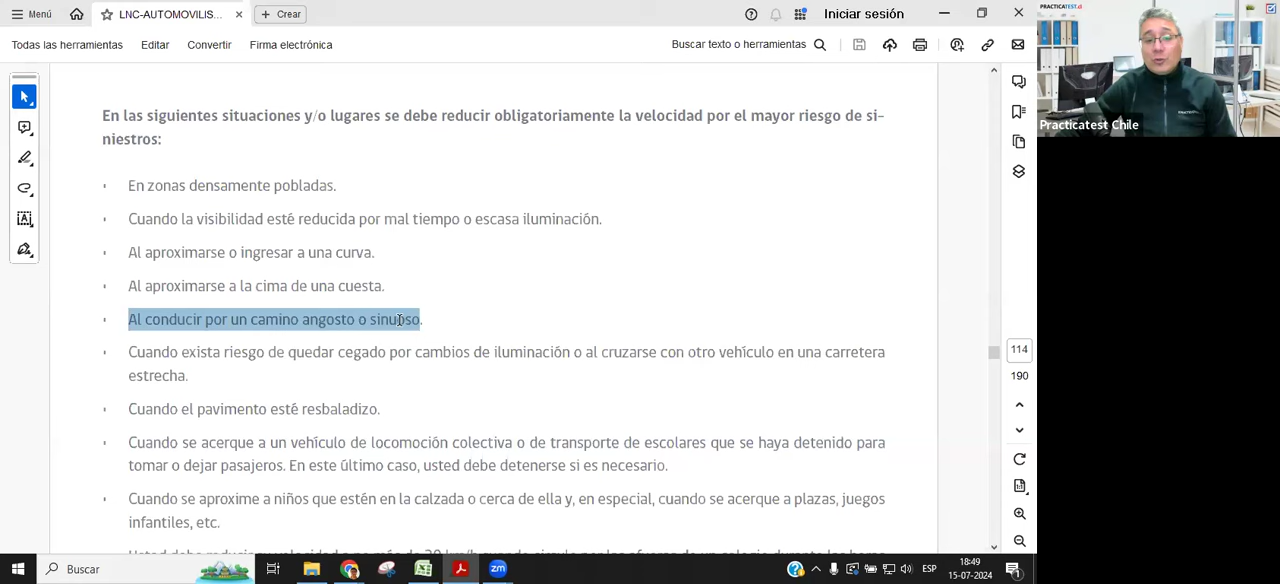 Menú
LNC-AUTOMOVILIS...
Crear
Iniciar sesión
PRACTICATEST.cl
Todas las herramientas
Editar
Convertir
Firma electrónica
Buscar texto o herramientas
Practicatest Chile
En las siguientes situaciones y/o lugares se debe reducir obligatoriamente la velocidad por el mayor riesgo de si-
niestros:
· En zonas densamente pobladas.
· Cuando la visibilidad esté reducida por mal tiempo o escasa iluminación.
· Al aproximarse o ingresar a una curva.
· Al aproximarse a la cima de una cuesta.
· Al conducir por un camino angosto o sinuoso.
· Cuando exista riesgo de quedar cegado por cambios de iluminación o al cruzarse con otro vehículo en una carretera
estrecha.
· Cuando el pavimento esté resbaladizo.
· Cuando se acerque a un vehículo de locomoción colectiva o de transporte de escolares que se haya detenido para
tomar o dejar pasajeros. En este último caso, usted debe detenerse si es necesario.
· Cuando se aproxime a niños que estén en la calzada o cerca de ella y, en especial, cuando se acerque a plazas, juegos
infantiles, etc.
114
190
Buscar
ESP
18:49
15-07-2024